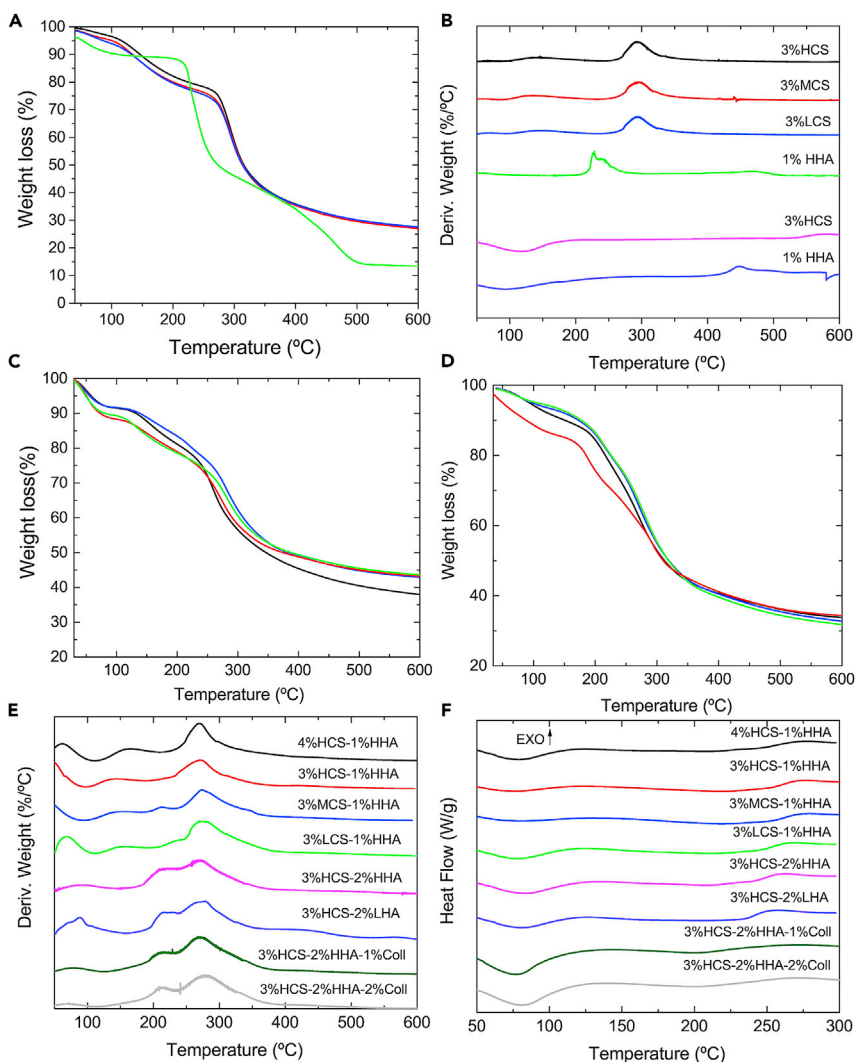 A
100
90
80
70
60
50
40
30
20
10
0
Weight loss (%)
100 200 300 400 500 600
Temperature (ºC)
B
3%HCS
3%MCS
3%LCS
1% HHA
3%HCS
1% HHA
Deriv. Weight (%/ºC)
100 200 300 400 500 600
Temperature (ºC)
C
100
90
80
70
60
50
40
30
20
Weight loss(%)
100 200 300 400 500 600
Temperature (ºC)
D
100
80
60
40
20
Weight loss (%)
100 200 300 400 500 600
Temperature (ºC)
E
4%HCS-1%HHA
3%HCS-1%HHA
3%MCS-1%HHA
3%LCS-1%HHA
3%HCS-2%HHA
3%HCS-2%LHA
3%HCS-2%HHA-1%Coll
3%HCS-2%HHA-2%Coll
Deriv. Weight (%/ºC)
100 200 300 400 500 600
Temperature (ºC)
F
EXO
4%HCS-1%HHA
3%HCS-1%HHA
3%MCS-1%HHA
3%LCS-1%HHA
3%HCS-2%HHA
3%HCS-2%LHA
3%HCS-2%HHA-1%Coll
3%HCS-2%HHA-2%Coll
Heat Flow (W/g)
50 100 150 200 250 300
Temperature (ºC)